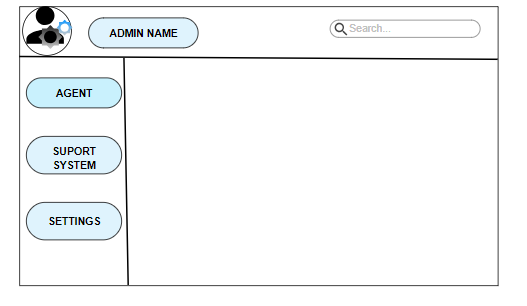 ADMIN NAME
Search...
AGENT
SUPORT
SYSTEM
SETTINGS